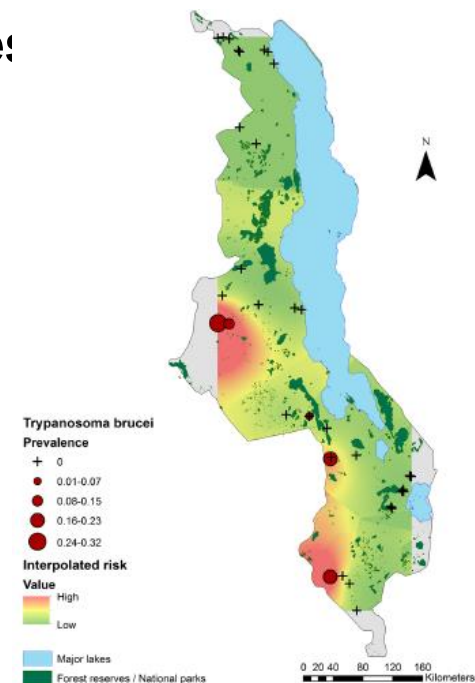 N
Trypanosoma brucei
Prevalence
0
0.01-0.07
0.08-0.15
0.16-0.23
0.24-0.32
Interpolated risk
Value
High
Low
Major lakes
Forest reserves / National parks
0 20 40 80 120 160
Kilometers